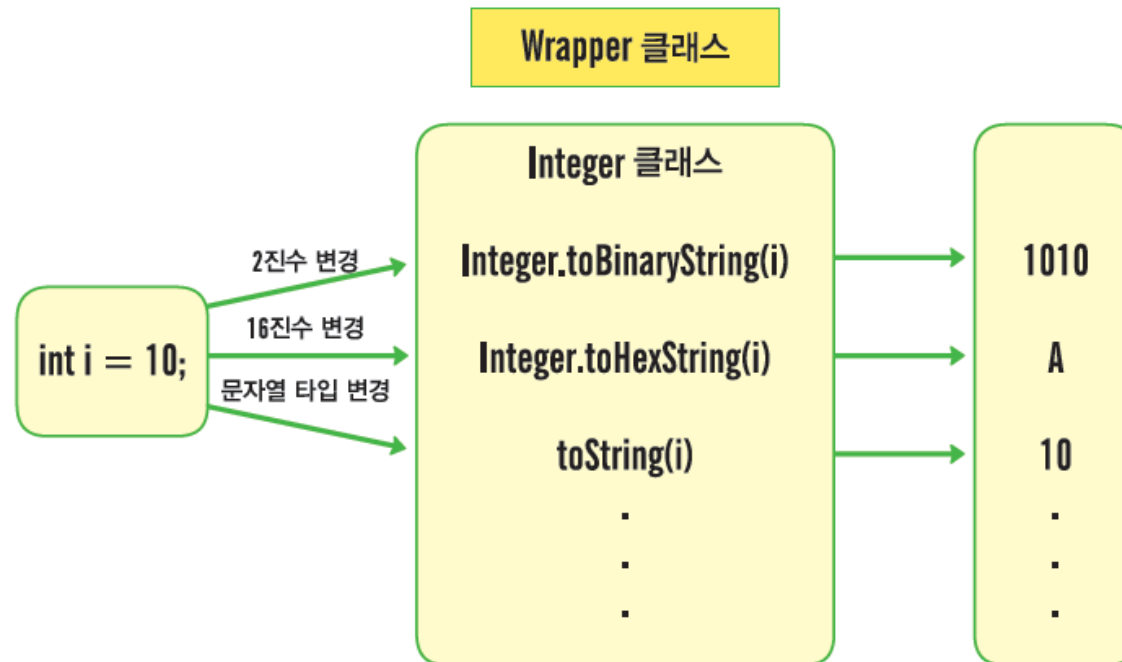 Wrapper 클래스
Integer 클래스
2진수 변경
Integer.toBinaryString(i)
1010
int i = 10;
16진수 변경
Integer.toHexString(i)
A
문자열 타입 변경
toString(i)
10
.
.
.
.
.
.